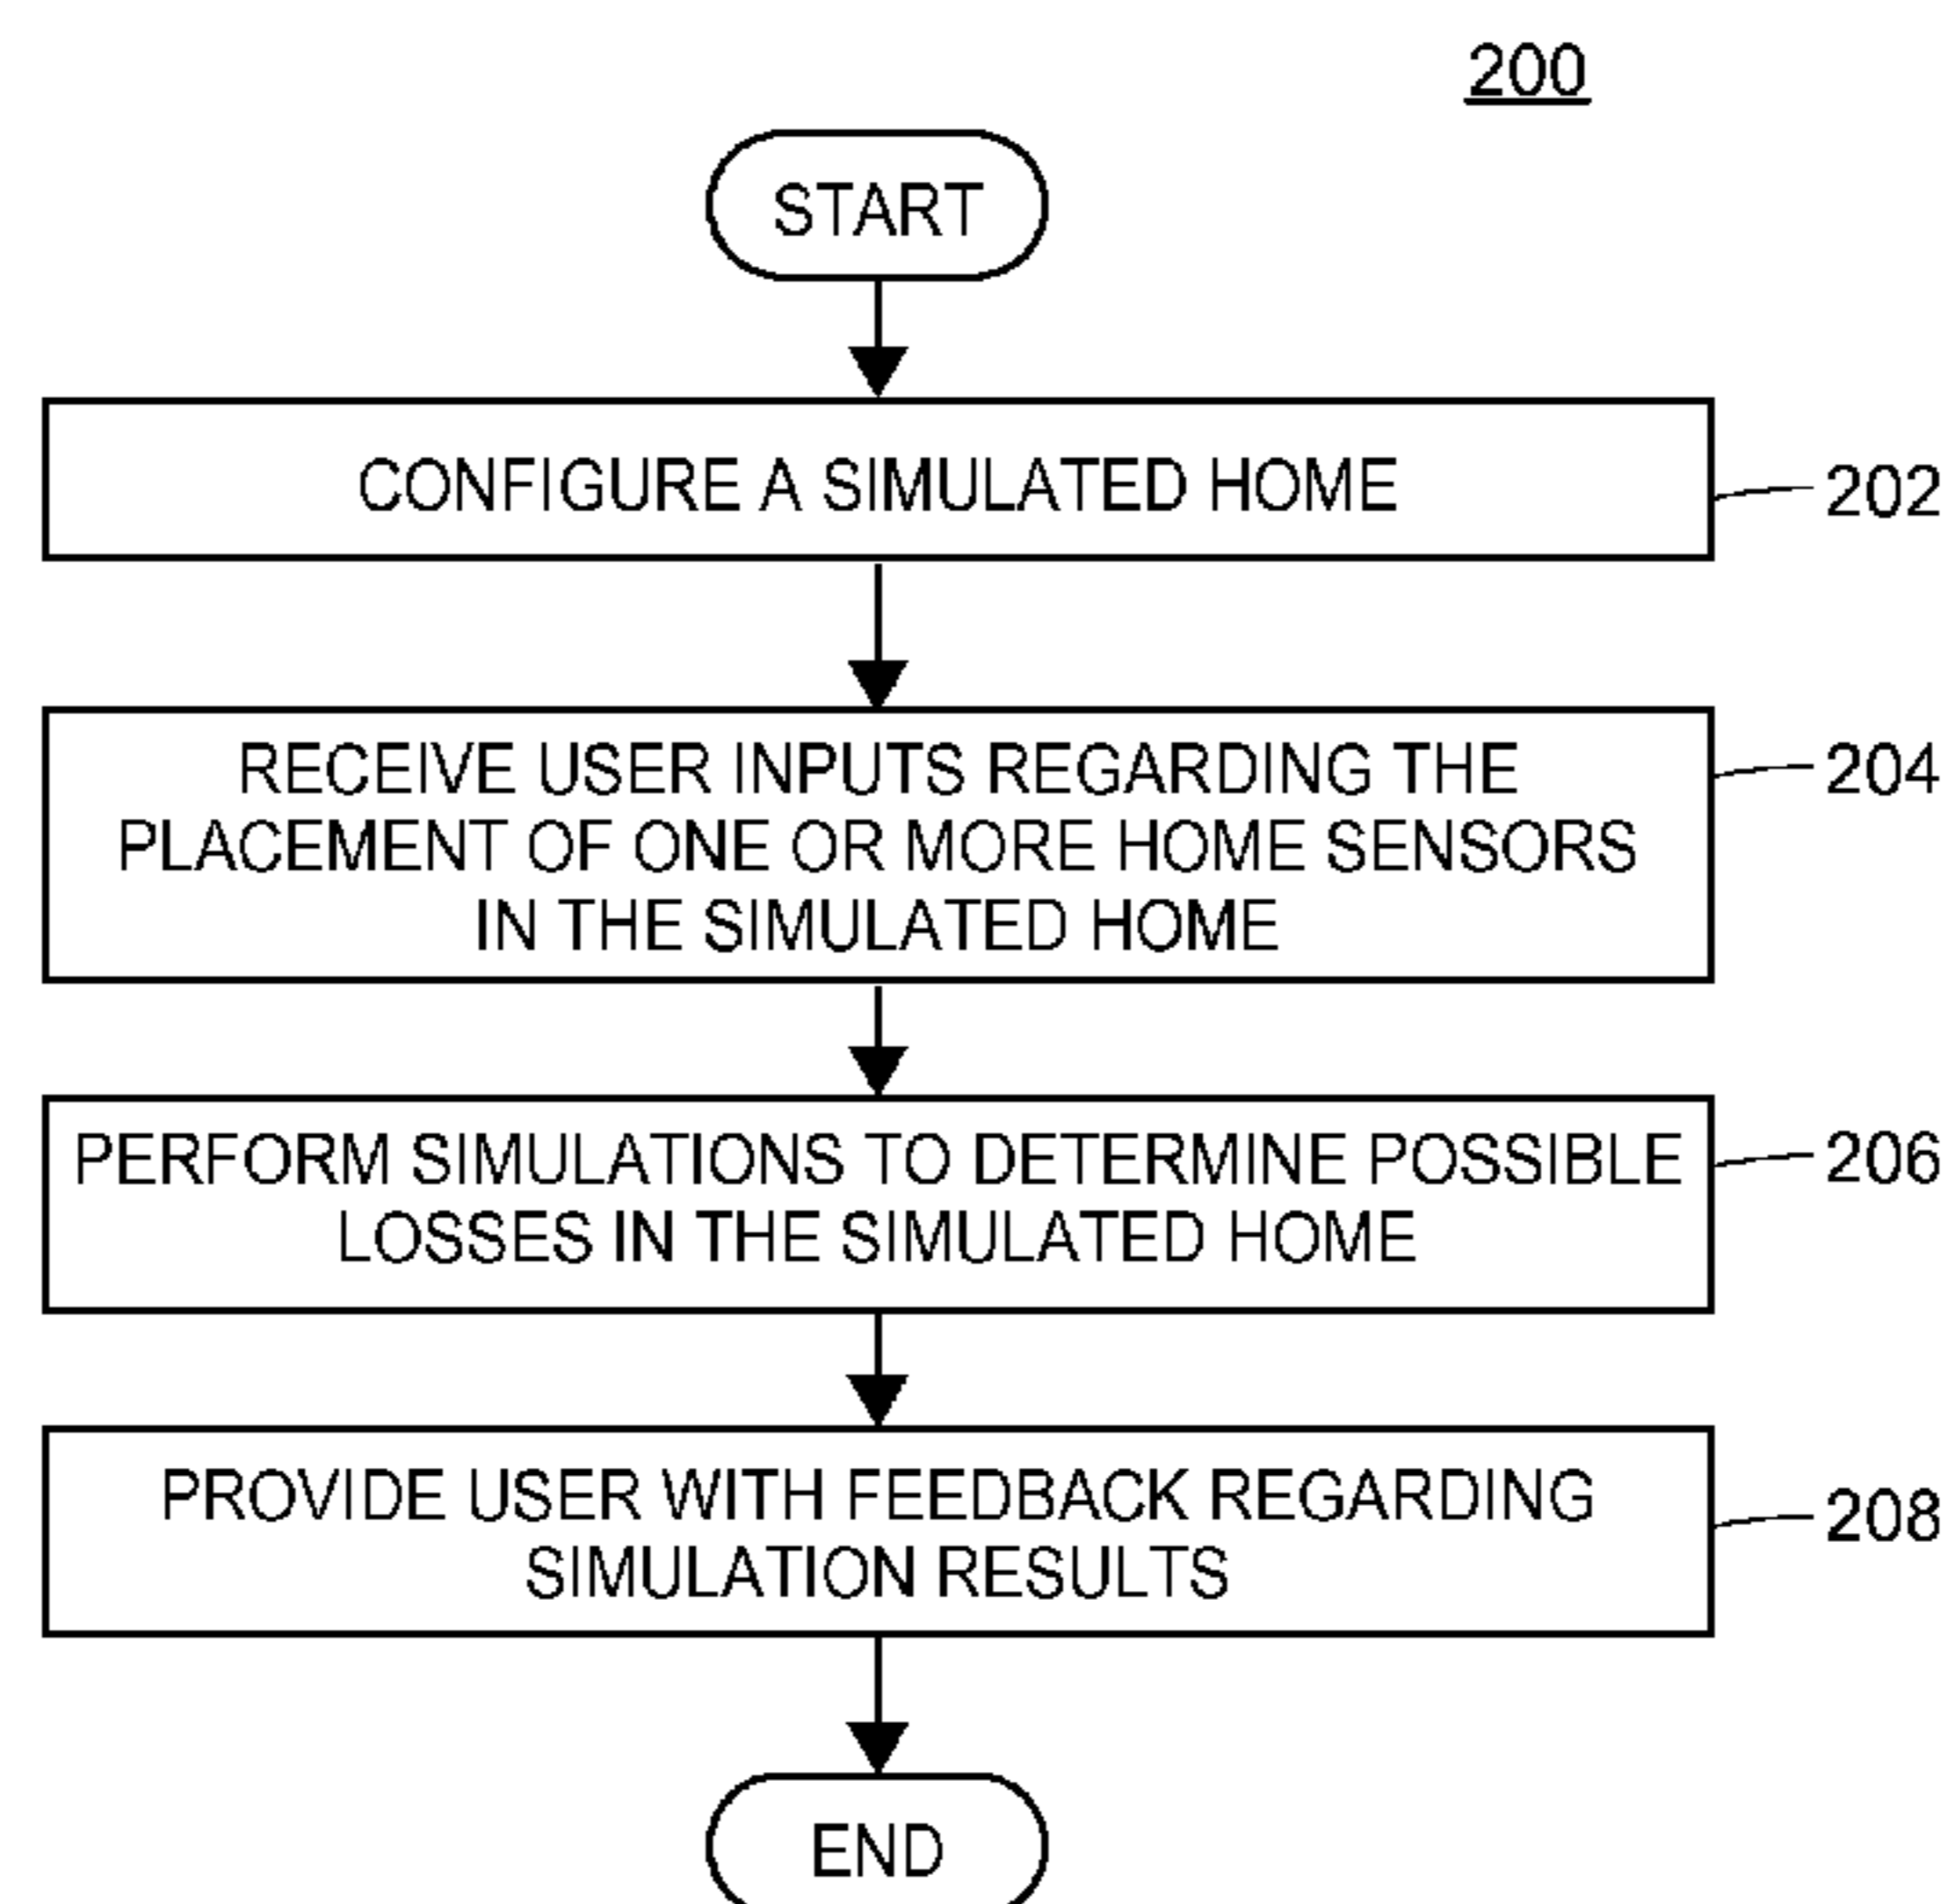 200
START
CONFIGURE A SIMULATED HOME
202
RECEIVE USER INPUTS REGARDING THE
PLACEMENT OF ONE OR MORE HOME SENSORS
IN THE SIMULATED HOME
204
PERFORM SIMULATIONS TO DETERMINE POSSIBLE
LOSSES IN THE SIMULATED HOME
206
PROVIDE USER WITH FEEDBACK REGARDING
SIMULATION RESULTS
208
END